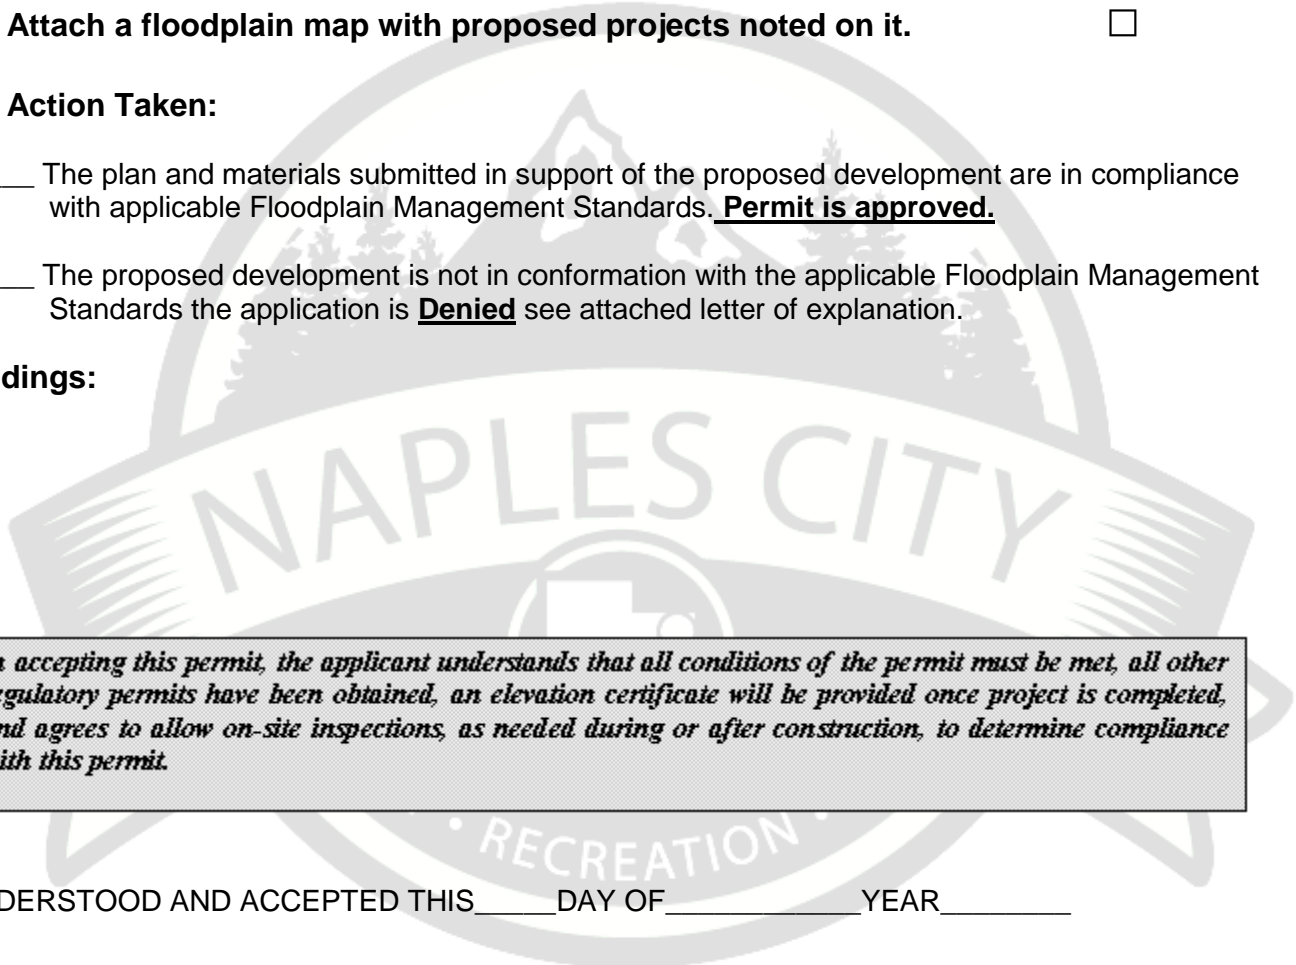 Attach a floodplain map with proposed projects noted on it. ☐
Action Taken:
___ The plan and materials submitted in support of the proposed development are in compliance
with applicable Floodplain Management Standards. Permit is approved.
___ The proposed development is not in conformation with the applicable Floodplain Management
Standards the application is Denied see attached letter of explanation.
dings:
NAPLES CITY
n accepting this permit, the applicant understands that all conditions of the permit must be met, all other
egulatory permits have been obtained, an elevation certificate will be provided once project is completed,
nd agrees to allow on-site inspections, as needed during or after construction, to determine compliance
ith this permit.
• RECREATION •
DERSTOOD AND ACCEPTED THIS_____DAY OF____________YEAR________